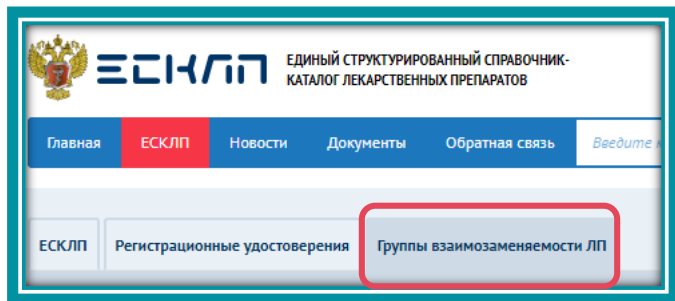 ЕСКЛП
ЕДИНЫЙ СТРУКТУРИРОВАННЫЙ СПРАВОЧНИК-
КАТАЛОГ ЛЕКАРСТВЕННЫХ ПРЕПАРАТОВ
Главная ЕСКЛП Новости Документы Обратная связь Введите
ЕСКЛП Регистрационные удостоверения Группы взаимозаменяемости ЛП